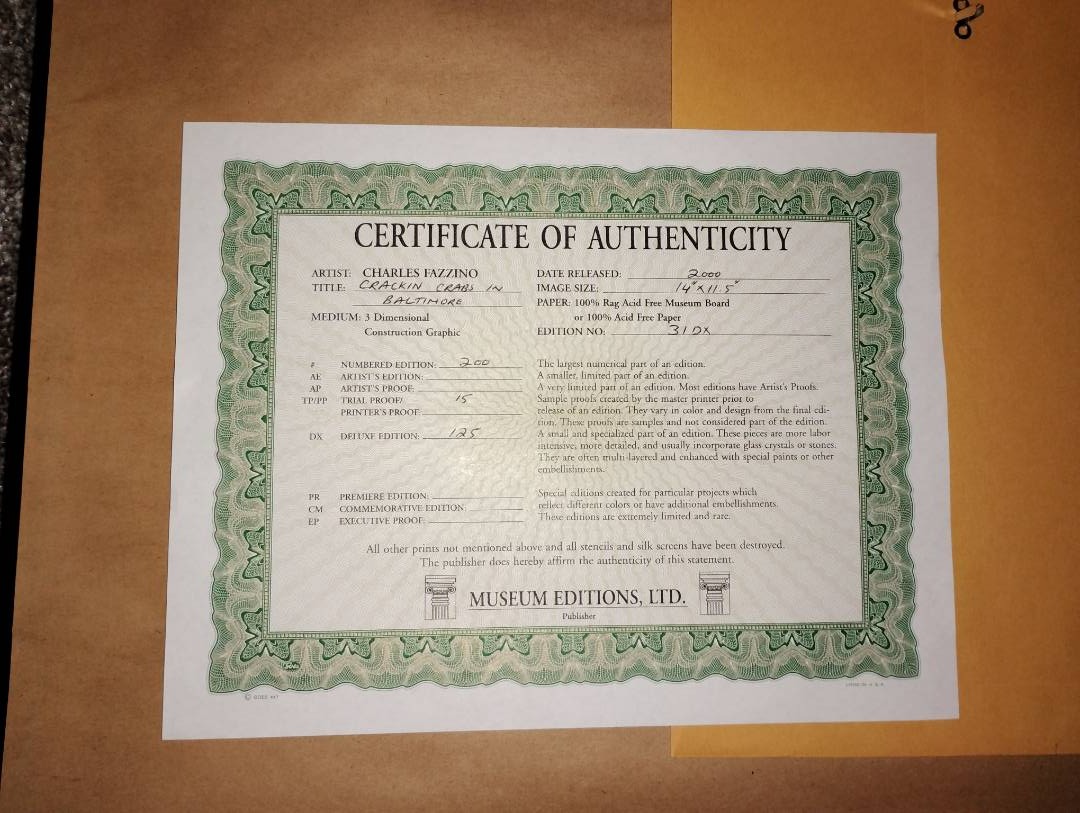 CERTIFICATE OF AUTHENTICITY
ARTIST: CHARLES FAZZINO
TITLE: CRACKIN CRABS IN
BALTIMORE
MEDIUM: 3 Dimensional
Construction Graphic
DATE RELEASED: 2000
IMAGE SIZE: 14" X 11.5"
PAPER: 100% Rag Acid Free Museum Board
or 100% Acid Free Paper
EDITION NO: 31 DX
# NUMBERED EDITION: 200 The largest numerical part of an edition.
AE ARTIST'S EDITION: A smaller, limited part of an edition.
AP ARTIST'S PROOF: A very limited part of an edition. Most editions have Artist's Proofs.
TP/PP TRIAL PROOF/ 15 Sample proofs created by the master printer prior to
PRINTER'S PROOF: release of an edition. They vary in color and design from the final edi-
tion. These proofs are samples and not considered part of the edition.
DX DELUXE EDITION: 125 A small and specialized part of an edition. These pieces are more labor
intensive, more detailed, and usually incorporate glass crystals or stones.
They are often multi-layered and enhanced with special paints or other
embellishments.
PR PREMIERE EDITION: Special editions created for particular projects which
CM COMMEMORATIVE EDITION: reflect different colors or have additional embellishments.
EP EXECUTIVE PROOF: These editions are extremely limited and rare.
All other prints not mentioned above and all stencils and silk screens have been destroyed.
The publisher does hereby affirm the authenticity of this statement.
MUSEUM EDITIONS, LTD.
Publisher
© GOES